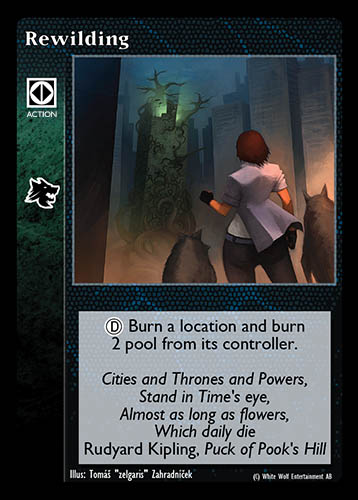 Rewilding
ACTION
Ⓓ Burn a location and burn
2 pool from its controller.
Cities and Thrones and Powers,
Stand in Time's eye,
Almost as long as flowers,
Which daily die
Rudyard Kipling, Puck of Pook's Hill
Illus: Tomáš "zelgaris" Zahradníček
(C) White Wolf Entertainment AB